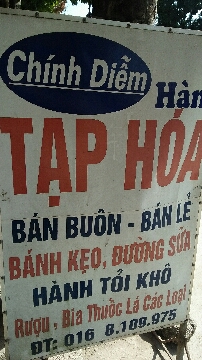 Chính Diễm
Hàn
TẠP HÓA
BÁN BUÔN - BÁN LẺ
BÁNH KẸO, ĐƯỜNG SỮA
HÀNH TỎI KHÔ
Rượu, Bia Thuốc Lá Các Loại
ĐT: 016 8.109.975